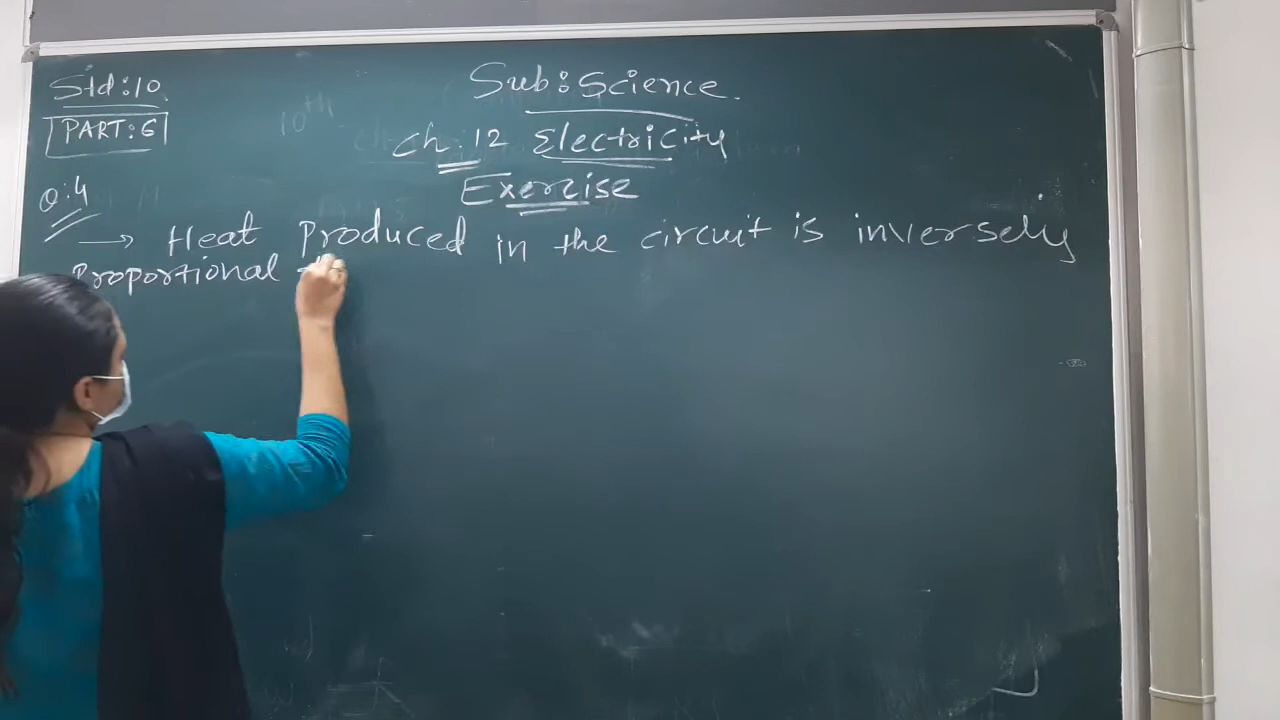 Std:10.
PART:6
Sub:Science.
Ch.12 Electricity
Exercise
Q:4
→ Heat Produced in the circuit is inversely
Proportional